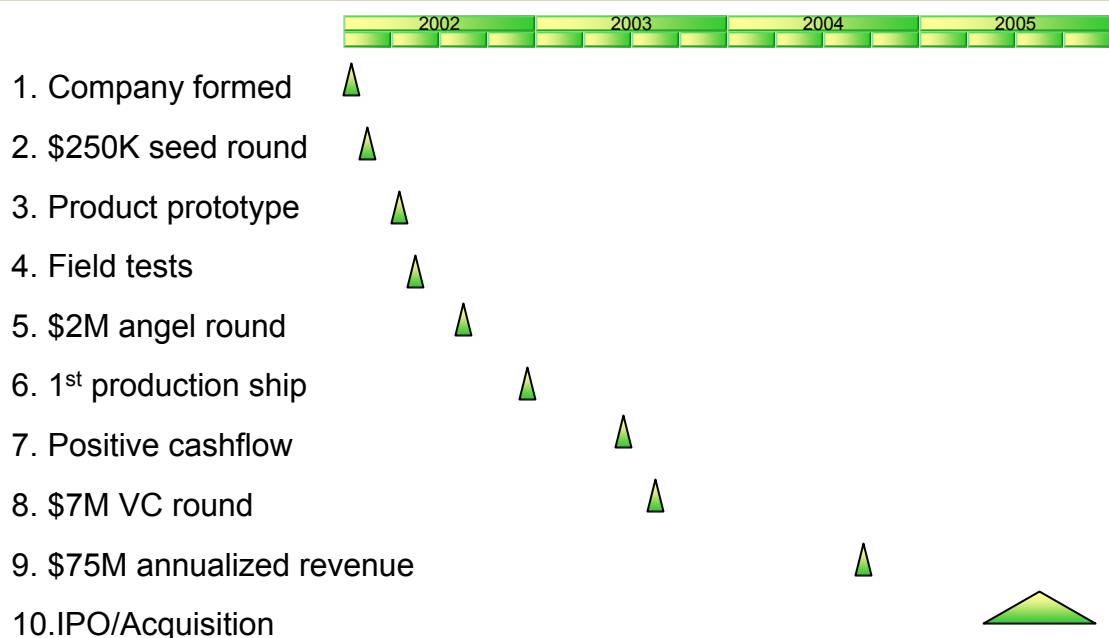 2002 2003 2004 2005
1. Company formed
2. $250K seed round
3. Product prototype
4. Field tests
5. $2M angel round
6. 1st production ship
7. Positive cashflow
8. $7M VC round
9. $75M annualized revenue
10.IPO/Acquisition